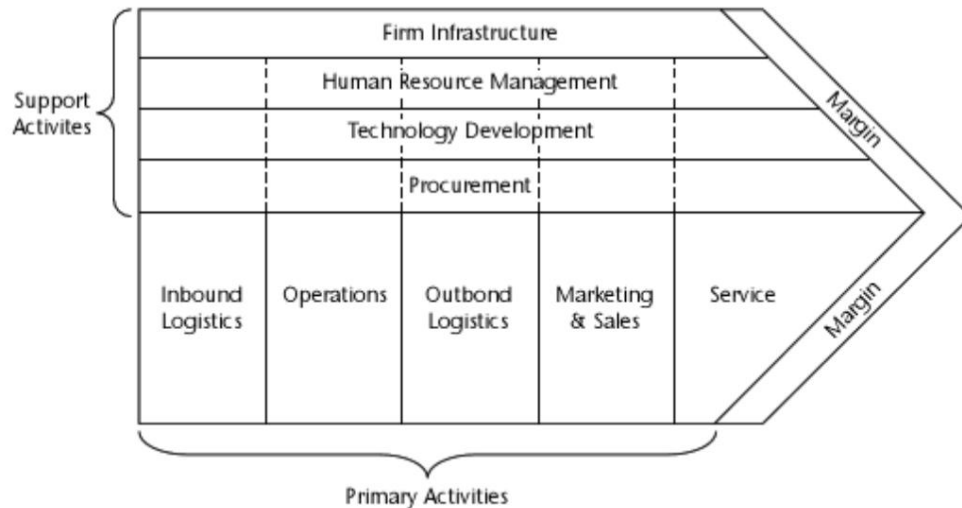 Firm Infrastructure
Human Resource Management
Support
Activites
Technology Development
Procurement
Margin
Inbound
Logistics
Operations
Outbond
Logistics
Marketing
& Sales
Service
Margin
Primary Activities